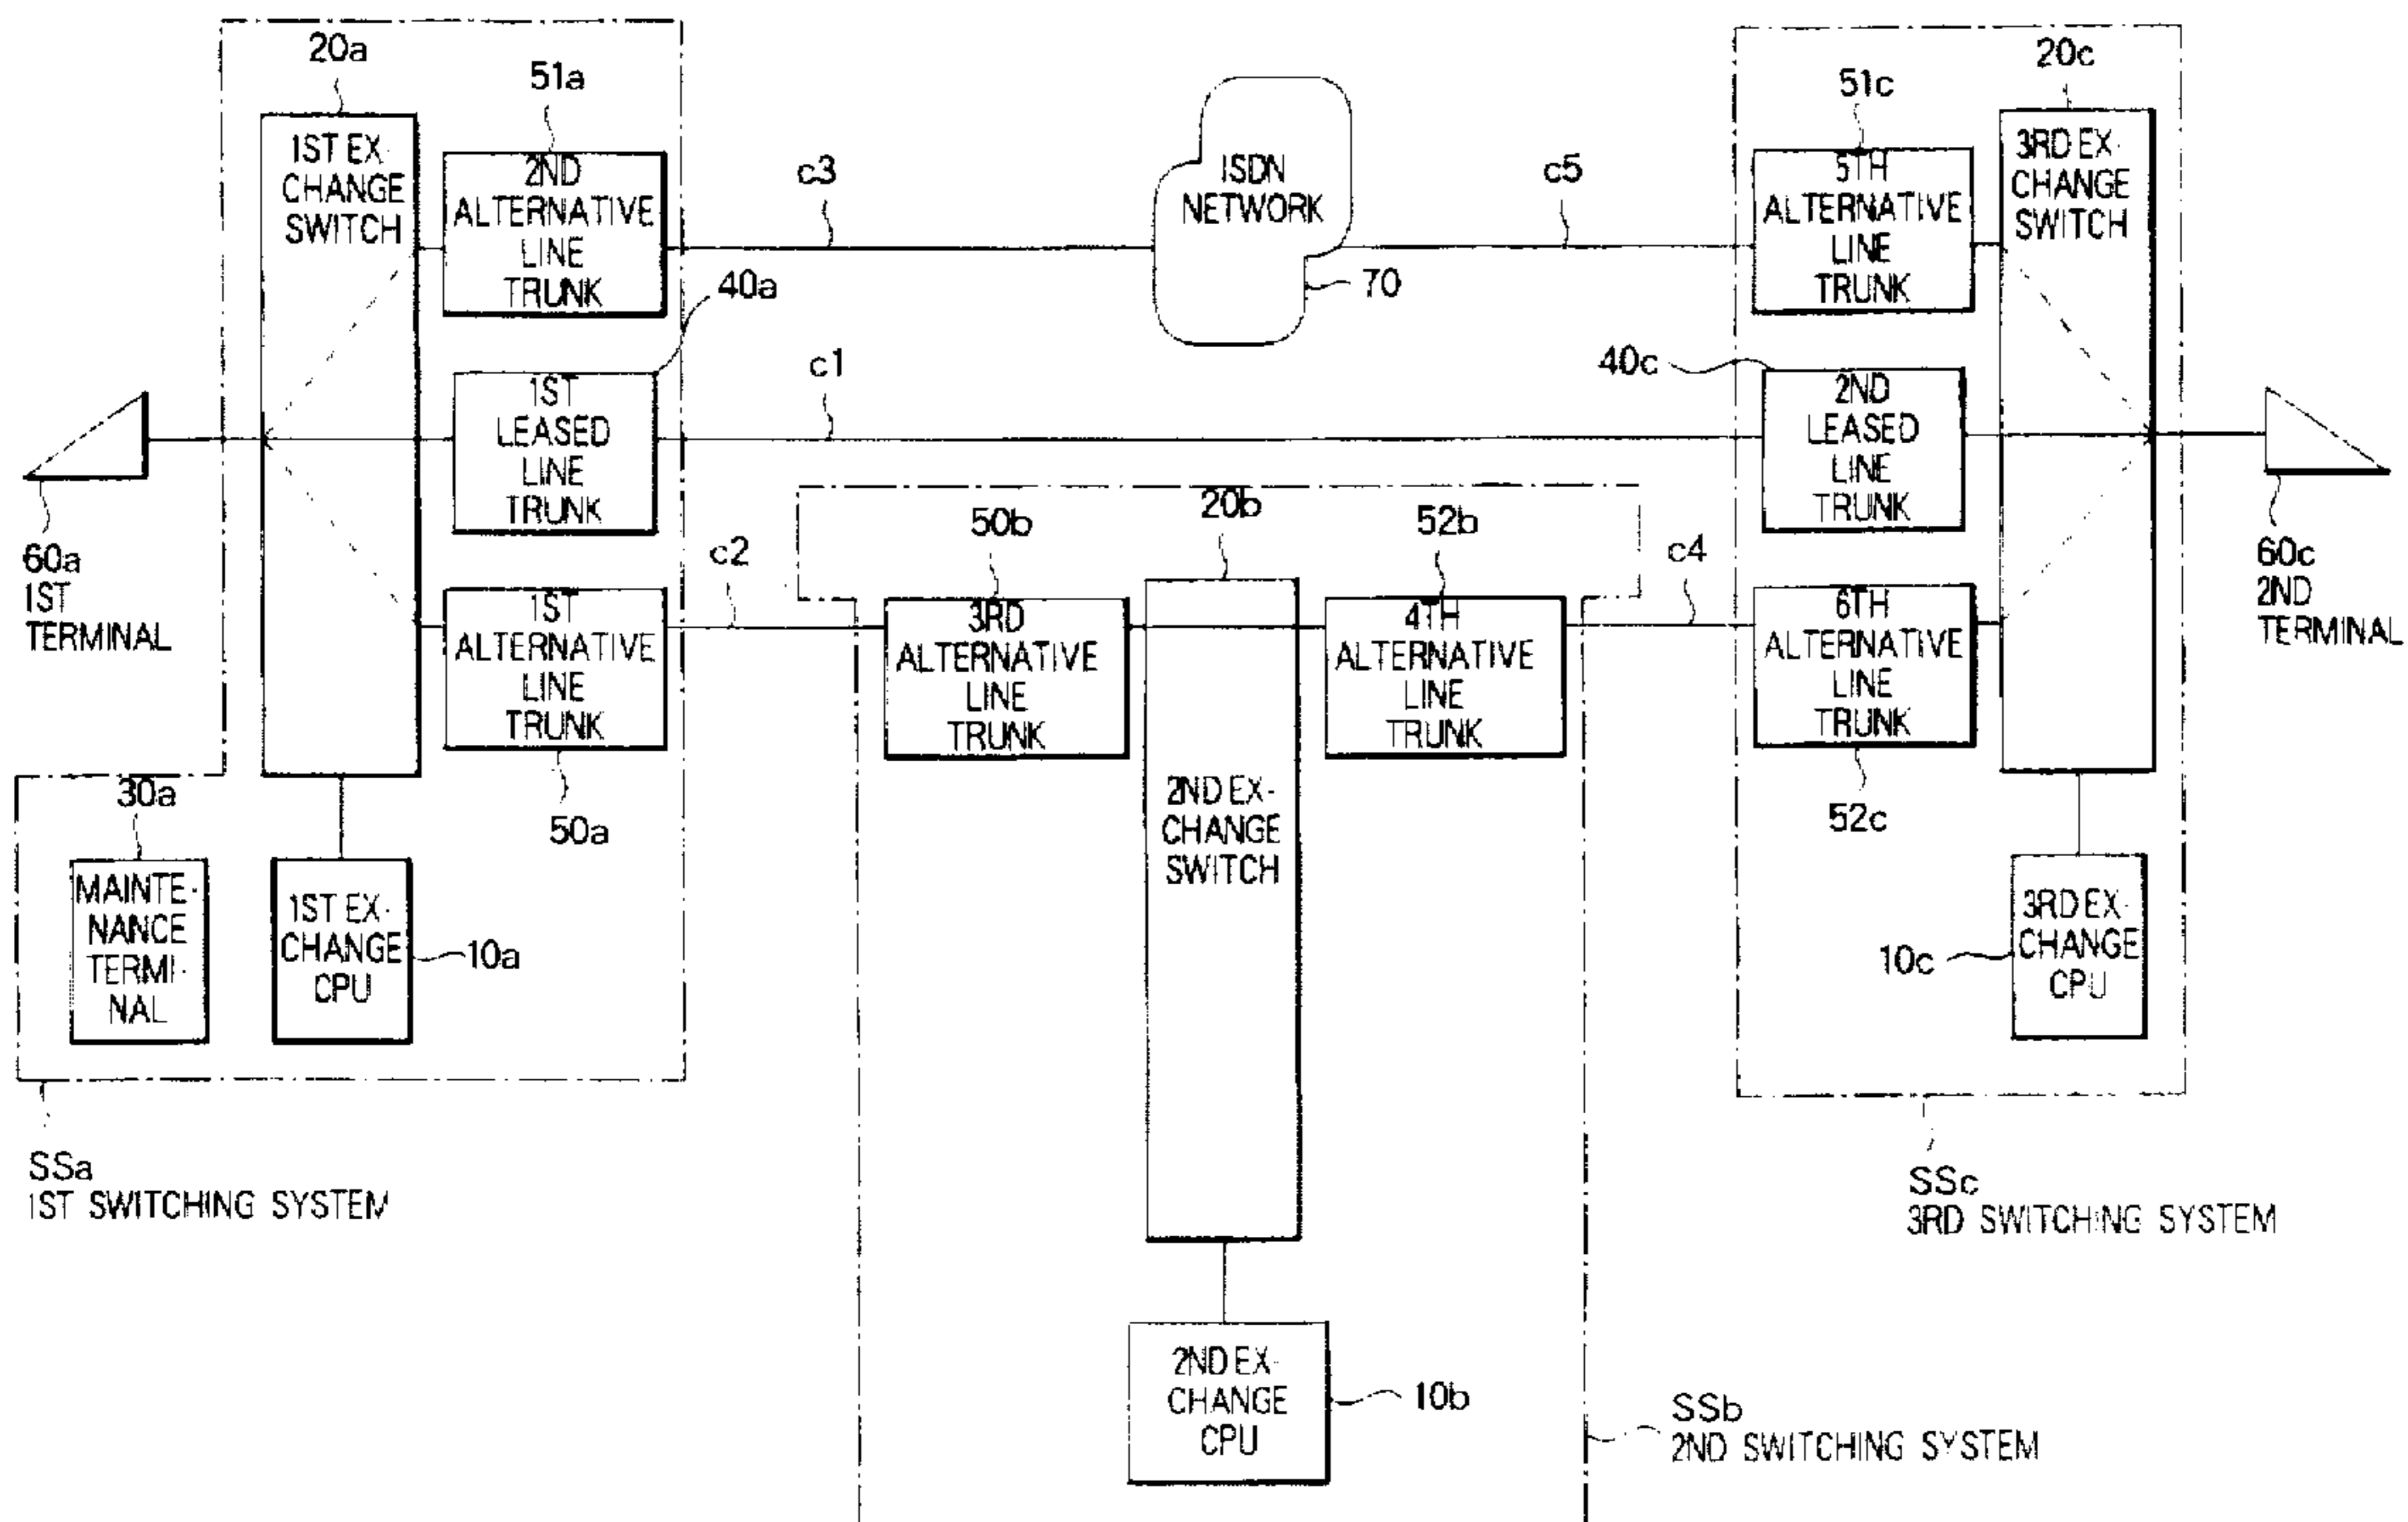 20a
1ST EX-
CHANGE
SWITCH
51a
2ND
ALTERNATIVE
LINE
TRUNK
c3
ISDN
NETWORK
70
c5
51c
5TH
ALTERNATIVE
LINE
TRUNK
20c
3RD EX-
CHANGE
SWITCH
40a
1ST
LEASED
LINE
TRUNK
c1
40c
2ND
LEASED
LINE
TRUNK
60a
1ST
TERMINAL
60c
2ND
TERMINAL
1ST
ALTERNATIVE
LINE
TRUNK
50a
c2
50b
3RD
ALTERNATIVE
LINE
TRUNK
20b
2ND EX-
CHANGE
SWITCH
52b
4TH
ALTERNATIVE
LINE
TRUNK
c4
6TH
ALTERNATIVE
LINE
TRUNK
52c
30a
MAINTE-
NANCE
TERMI-
NAL
1ST EX-
CHANGE
CPU
10a
3RD EX-
CHANGE
CPU
10c
SSa
1ST SWITCHING SYSTEM
SSc
3RD SWITCHING SYSTEM
2ND EX-
CHANGE
CPU
10b
SSb
2ND SWITCHING SYSTEM